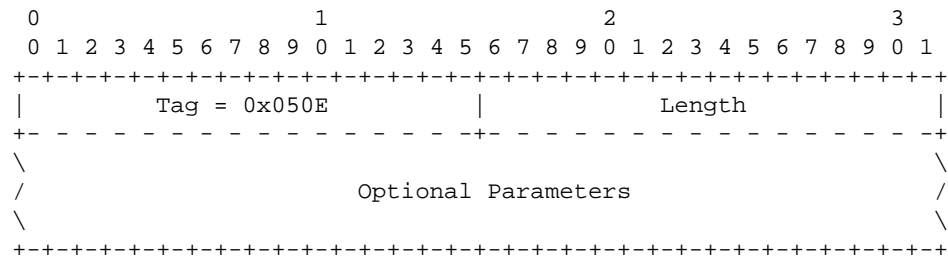 0                   1                   2                   3
 0 1 2 3 4 5 6 7 8 9 0 1 2 3 4 5 6 7 8 9 0 1 2 3 4 5 6 7 8 9 0 1
+-+-+-+-+-+-+-+-+-+-+-+-+-+-+-+-+-+-+-+-+-+-+-+-+-+-+-+-+-+-+-+-+
|         Tag = 0x050E          |            Length             |
+- - - - - - - - - - - - - - - -+- - - - - - - - - - - - - - - -+
\                                                               \
/                       Optional Parameters                     /
\                                                               \
+-+-+-+-+-+-+-+-+-+-+-+-+-+-+-+-+-+-+-+-+-+-+-+-+-+-+-+-+-+-+-+-+